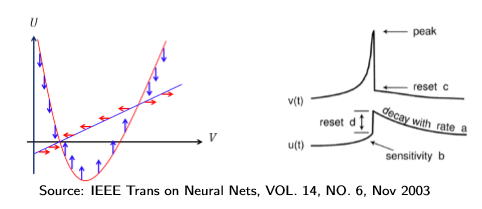 U
V
peak
reset c
v(t)
reset d
decay with rate a
u(t)
sensitivity b
Source: IEEE Trans on Neural Nets, VOL. 14, NO. 6, Nov 2003